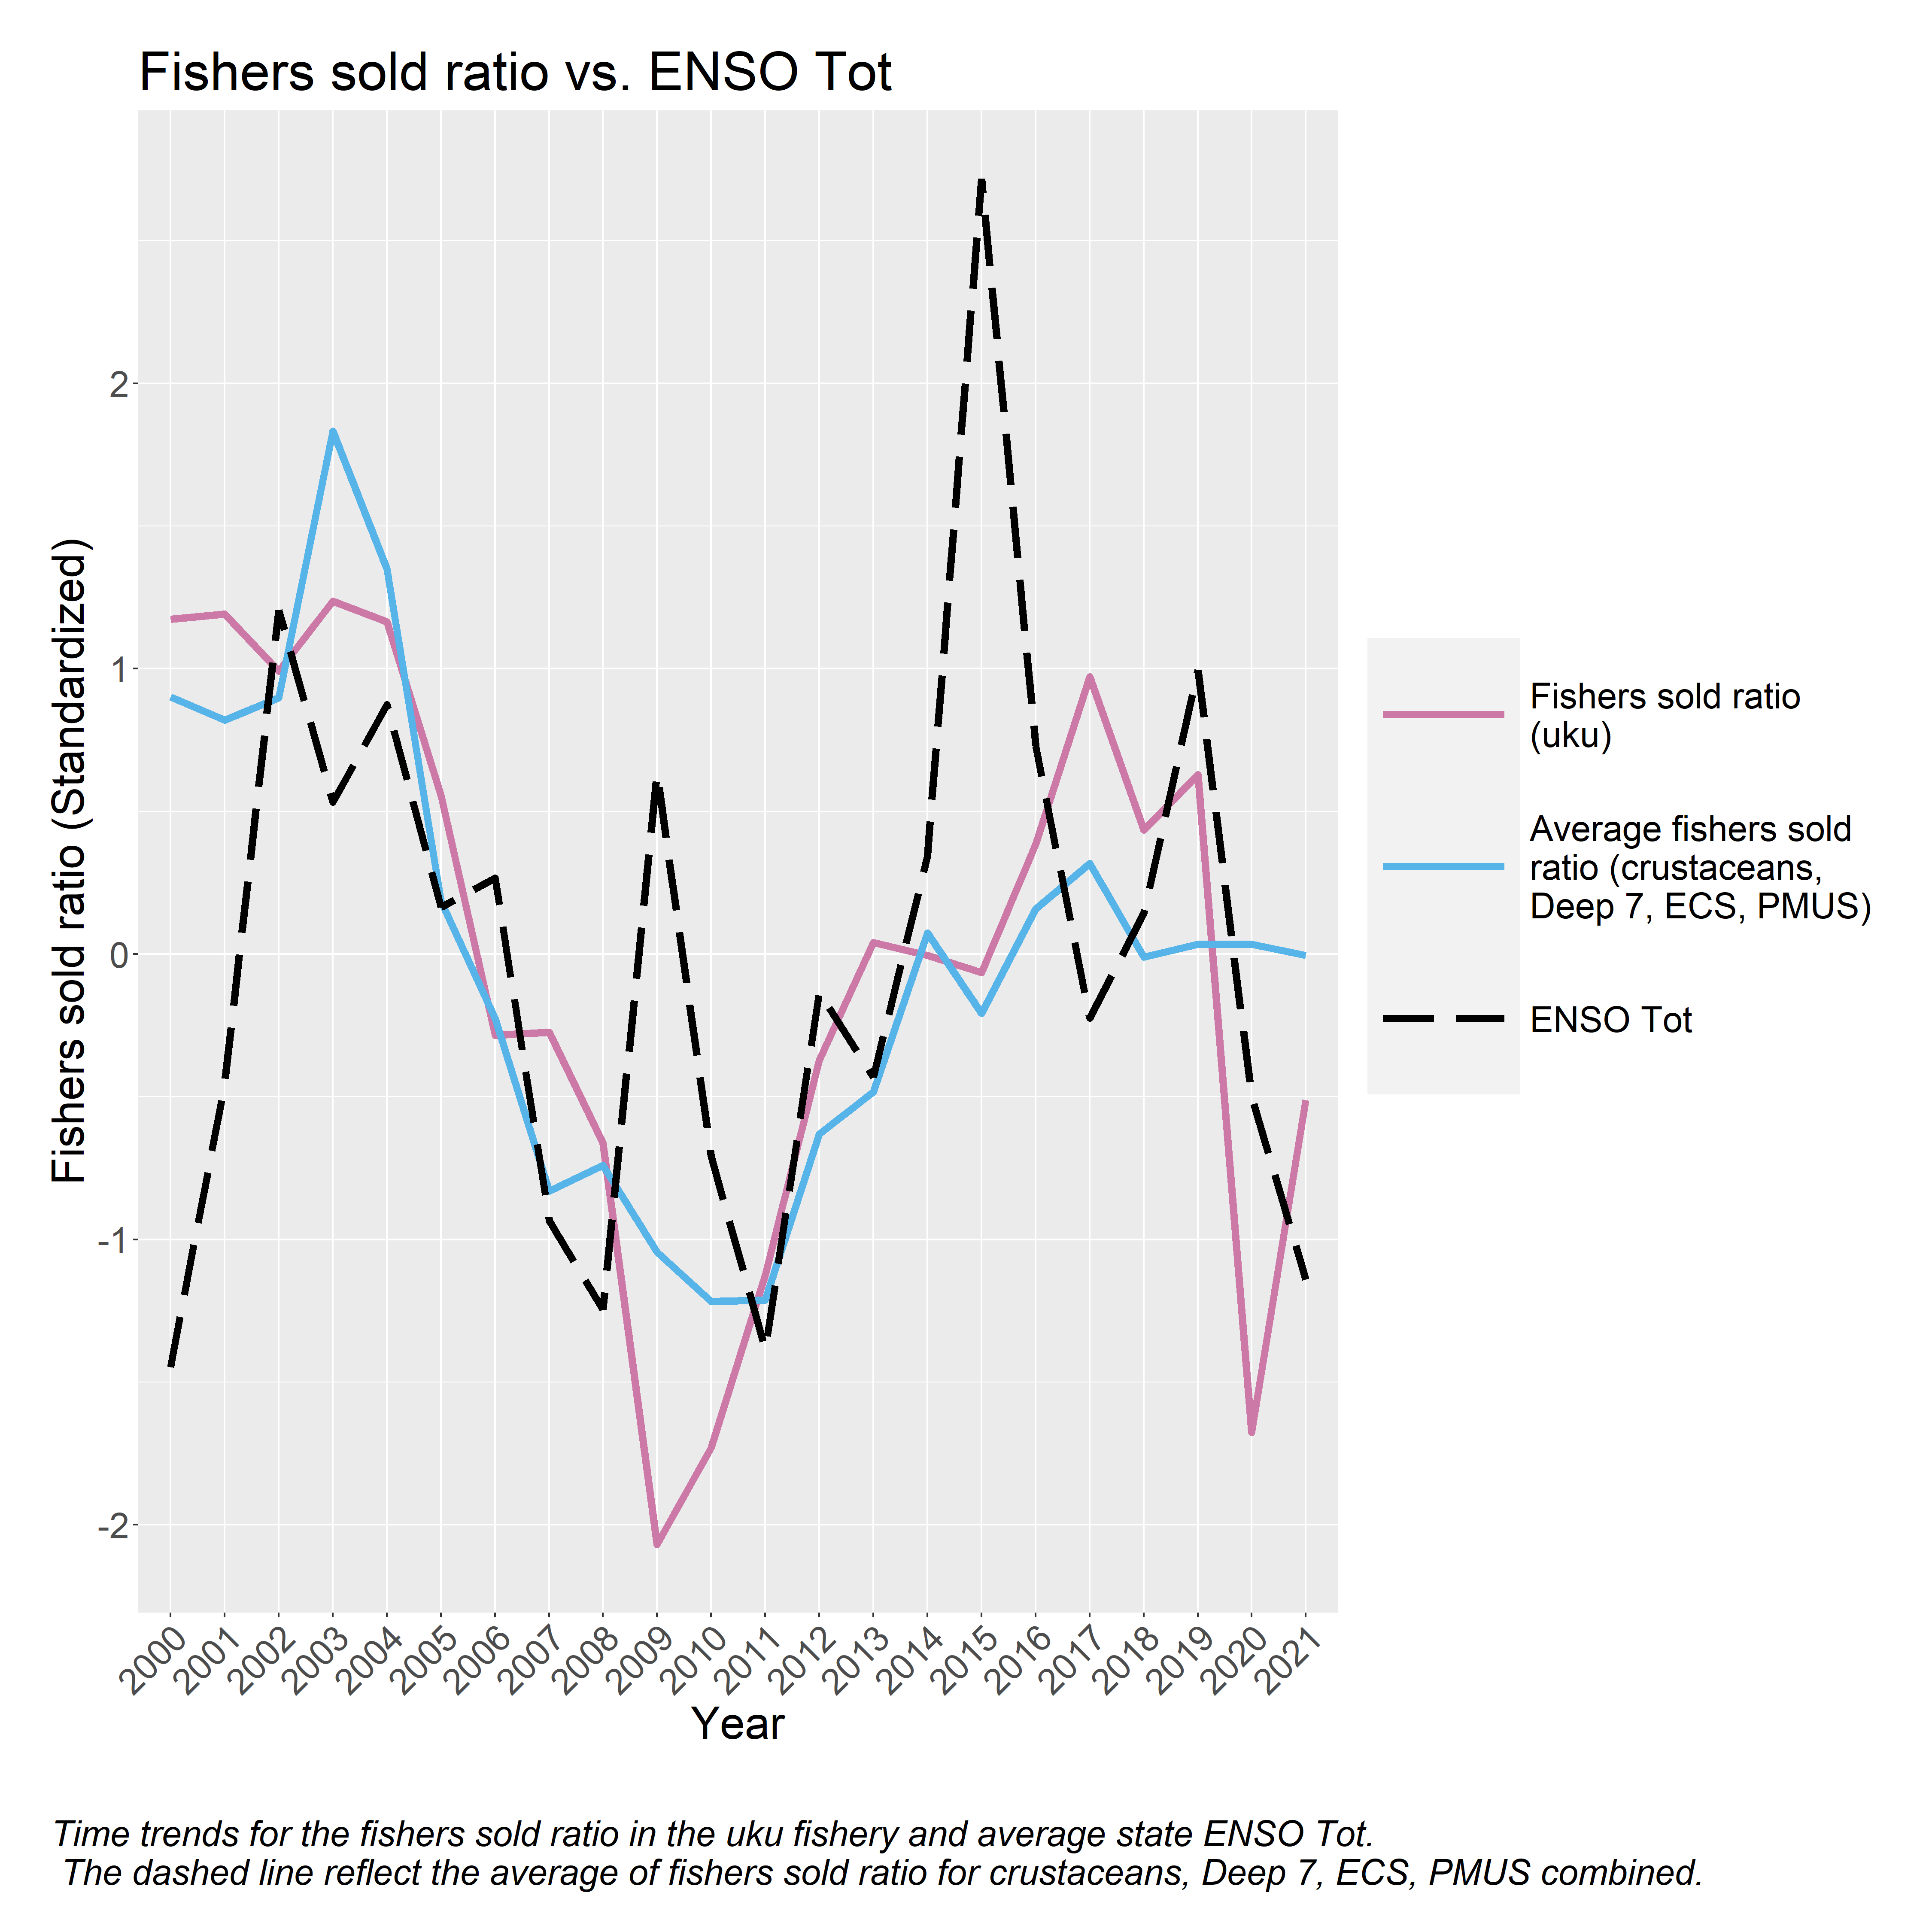 Fishers sold ratio vs. ENSO Tot
Fishers sold ratio (Standardized)
2
1
0
-1
-2
2000
2001
2002
2003
2004
2005
2006
2007
2008
2009
2010
2011
2012
2013
2014
2015
2016
2017
2018
2019
2020
2021
Year
Fishers sold ratio
(uku)
Average fishers sold
ratio (crustaceans,
Deep 7, ECS, PMUS)
ENSO Tot
Time trends for the fishers sold ratio in the uku fishery and average state ENSO Tot.
The dashed line reflect the average of fishers sold ratio for crustaceans, Deep 7, ECS, PMUS combined.